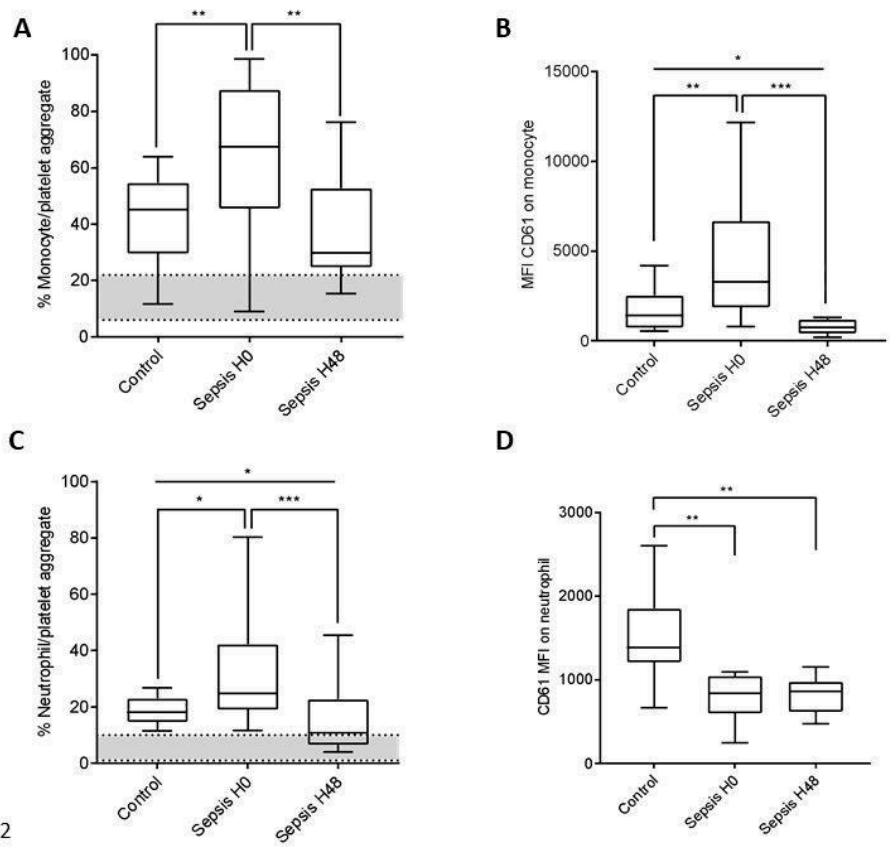 A
% Monocyte/platelet aggregate
100
80
60
40
20
0
** **
Control
Sepsis H0
Sepsis H48
B
MFI CD61 on monocyte
15000
10000
5000
0
*
** ***
Control
Sepsis H0
Sepsis H48
C
% Neutrophil/platelet aggregate
100
80
60
40
20
0
*
* ***
Control
Sepsis H0
Sepsis H48
D
CD61 MFI on neutrophil
3000
2000
1000
0
**
**
Control
Sepsis H0
Sepsis H48
2